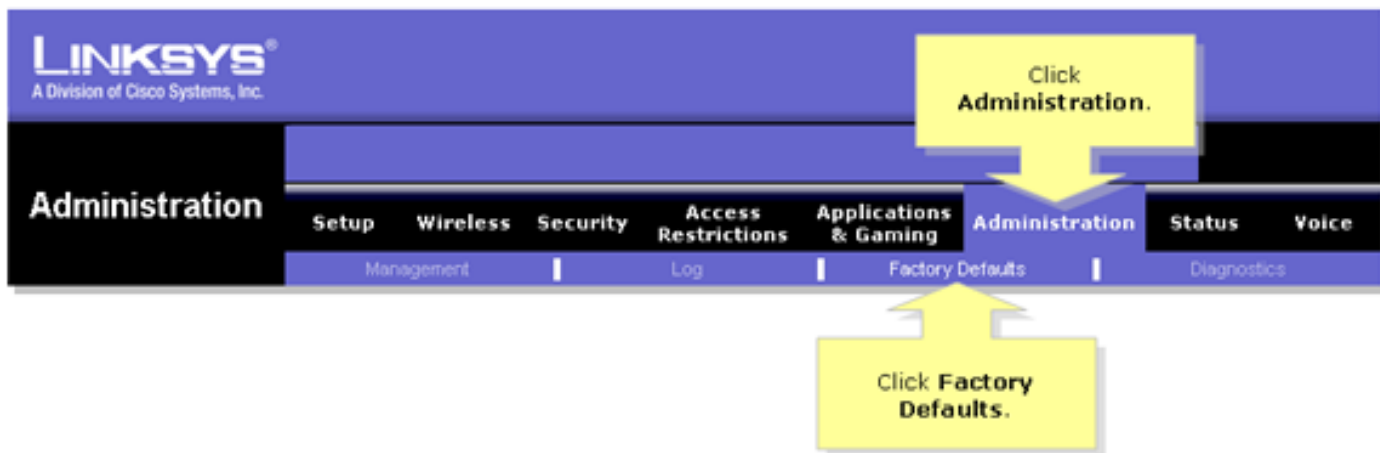 LINKSYS®
A Division of Cisco Systems, Inc.
Click
Administration.
Administration
Setup Wireless Security Access Restrictions Applications & Gaming Administration Status Voice
Management Log Factory Defaults Diagnostics
Click Factory
Defaults.